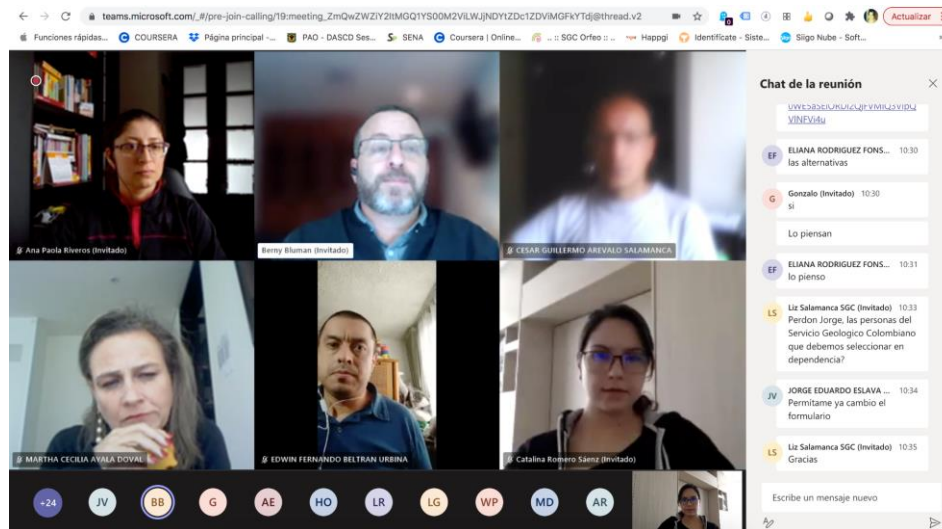 teams.microsoft.com/_#/pre-join-calling/19:meeting_ZmQwZWZiY2ItMGQ1YS00M2ViLWJjNDYtZDc1ZDViMGFkYTdj@thread.v2
Actualizar
Funciones rápidas...
COURSERA
Página principal -...
PAO - DASCD Ses...
SENA
Coursera | Online...
.. :: SGC Orfeo :: ..
Happgi
Identifícate - Siste...
Siigo Nube - Soft...
Ana Paola Riveros (Invitado)
Berny Bluman (Invitado)
CESAR GUILLERMO AREVALO SALAMANCA
MARTHA CECILIA AYALA DOVAL
EDWIN FERNANDO BELTRAN URBINA
Catalina Romero Sáenz (Invitado)
+24
JV
BB
G
AE
HO
LR
LG
WP
MD
AR
Chat de la reunión
VlNFVi4u
EF
ELIANA RODRIGUEZ FONS... 10:30
las alternativas
G
Gonzalo (Invitado) 10:30
si
Lo piensan
EF
ELIANA RODRIGUEZ FONS... 10:31
lo pienso
LS
Liz Salamanca SGC (Invitado) 10:33
Perdon Jorge, las personas del
Servicio Geologico Colombiano
que debemos seleccionar en
dependencia?
JV
JORGE EDUARDO ESLAVA ... 10:34
Permítame ya cambio el
formulario
LS
Liz Salamanca SGC (Invitado) 10:35
Gracias
Escribe un mensaje nuevo